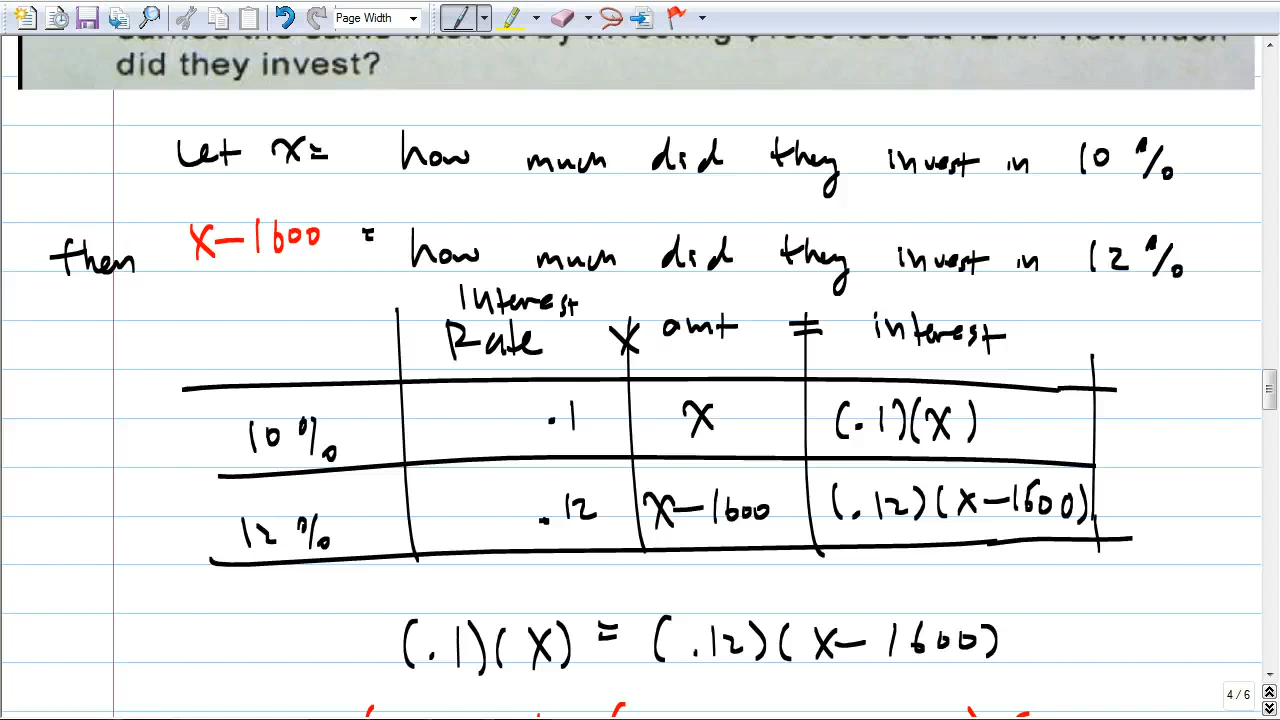 Page Width
did they invest?
Let x = how much did they invest in 10%
then x-1600 = how much did they invest in 12%
Interest
Rate x amt = interest
10% .1 x (.1)(x)
12% .12 x-1600 (.12)(x-1600)
(.1)(x) = (.12)(x-1600)
4/6